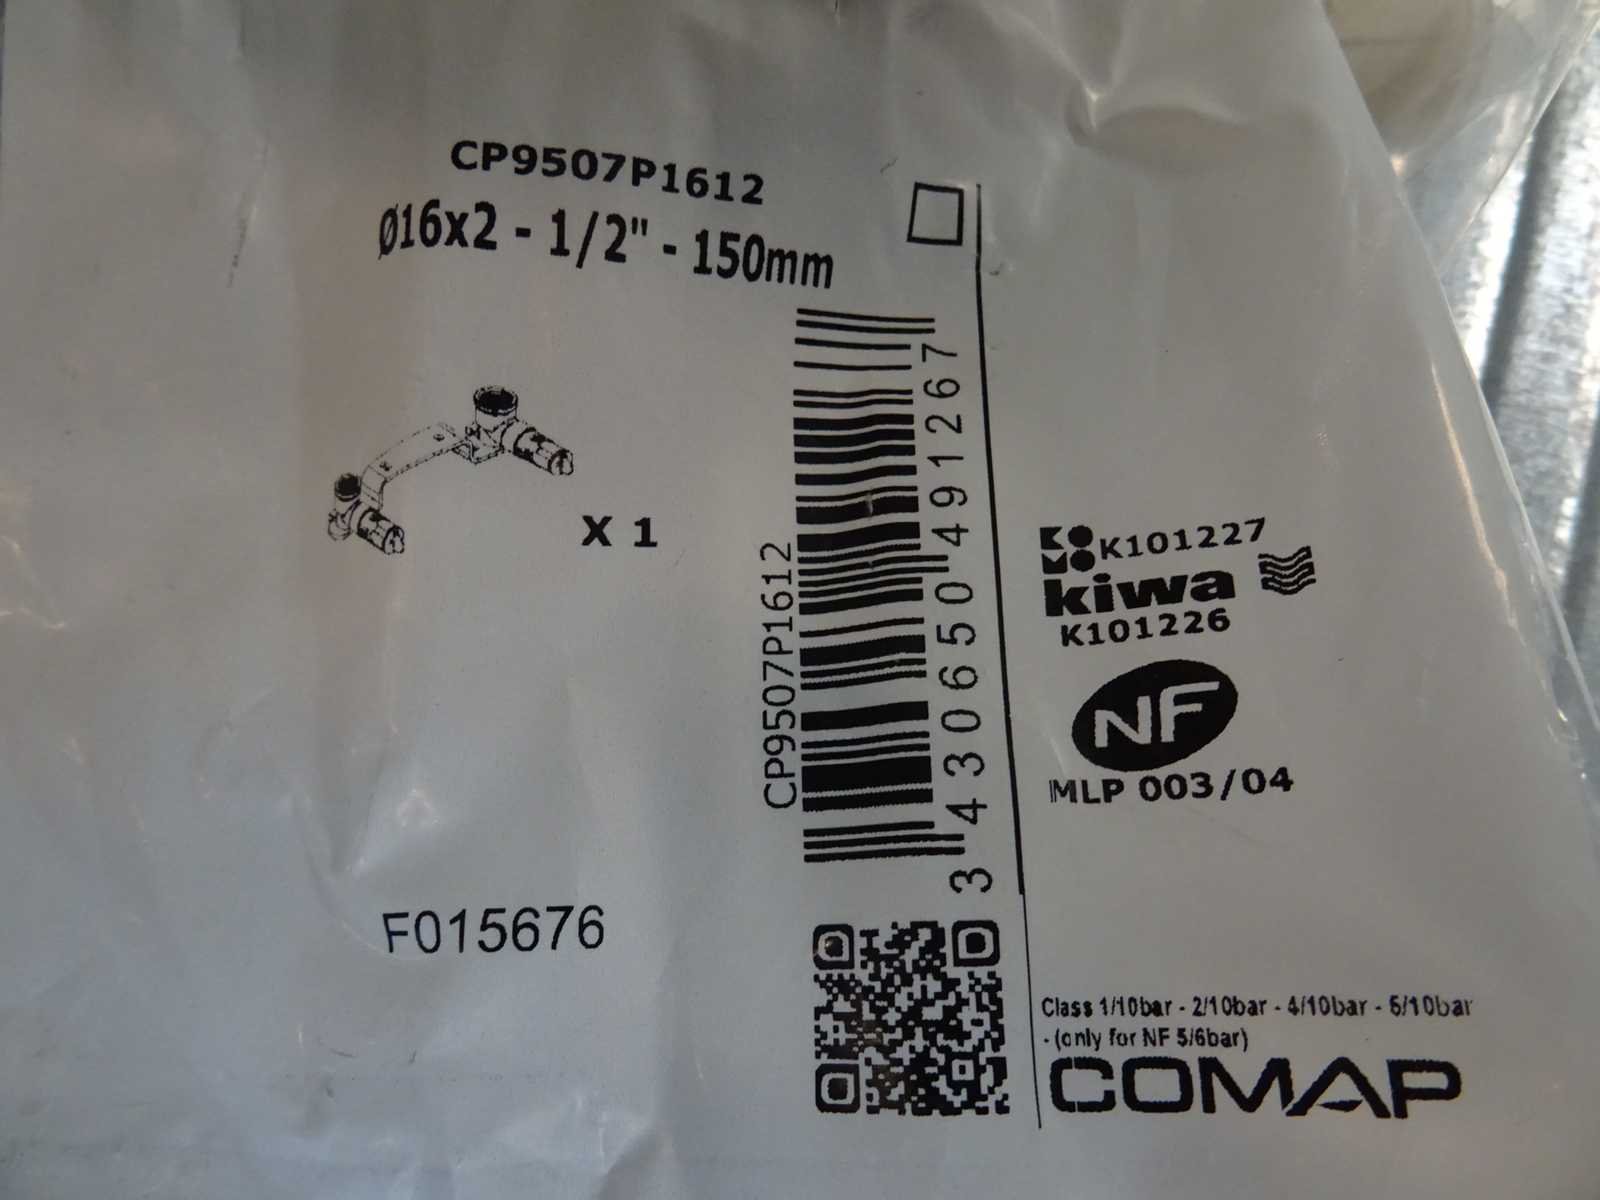 CP9507P1612
Ø16x2 - 1/2" - 150mm
X 1
CP9507P1612
3 430650 491267
F015676
KOMO K101227
kiwa
K101226
NF
MLP 003/04
Class 1/10bar - 2/10bar - 4/10bar - 5/10bar
- (only for NF 5/6bar)
COMAP